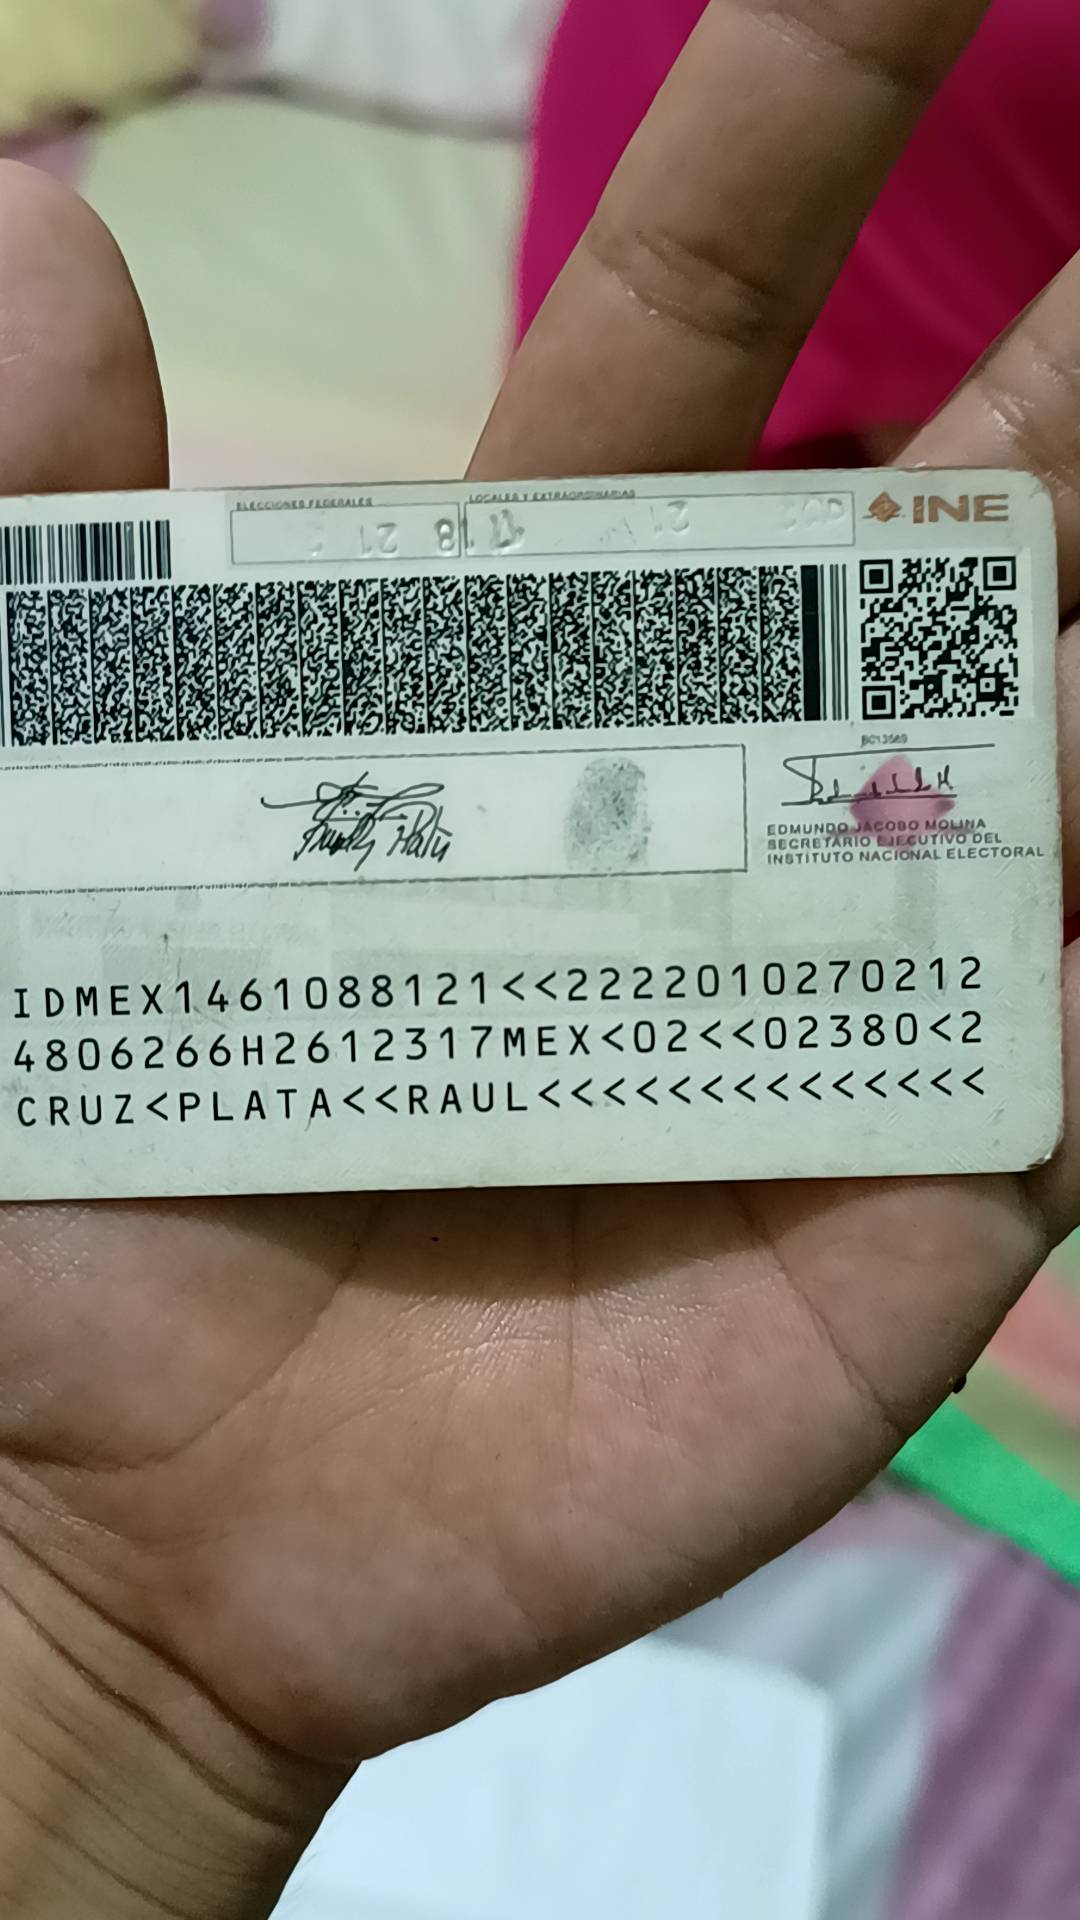 ELECCIONES FEDERALES
LOCALES Y EXTRAORDINARIAS
INE
EDMUNDO JACOBO MOLINA
SECRETARIO EJECUTIVO DEL
INSTITUTO NACIONAL ELECTORAL
IDMEX1461088121<<2222010270212
4806266H2612317MEX<02<<02380<2
CRUZ<PLATA<<RAUL<<<<<<<<<<<<<<